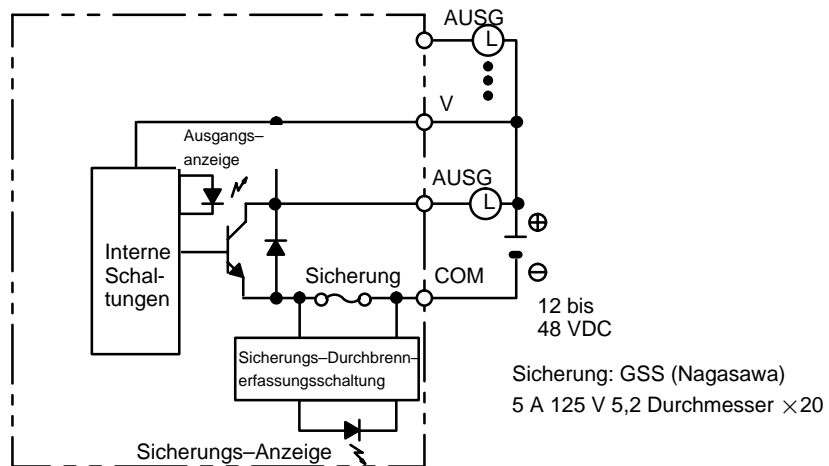 AUSG
L
V
Ausgangs–
anzeige
AUSG
L
Interne
Schal-
tungen
Sicherung
COM
12 bis
48 VDC
Sicherungs–Durchbrenn–
erfassungsschaltung
Sicherung: GSS (Nagasawa)
5 A 125 V 5,2 Durchmesser ×20
Sicherungs–Anzeige